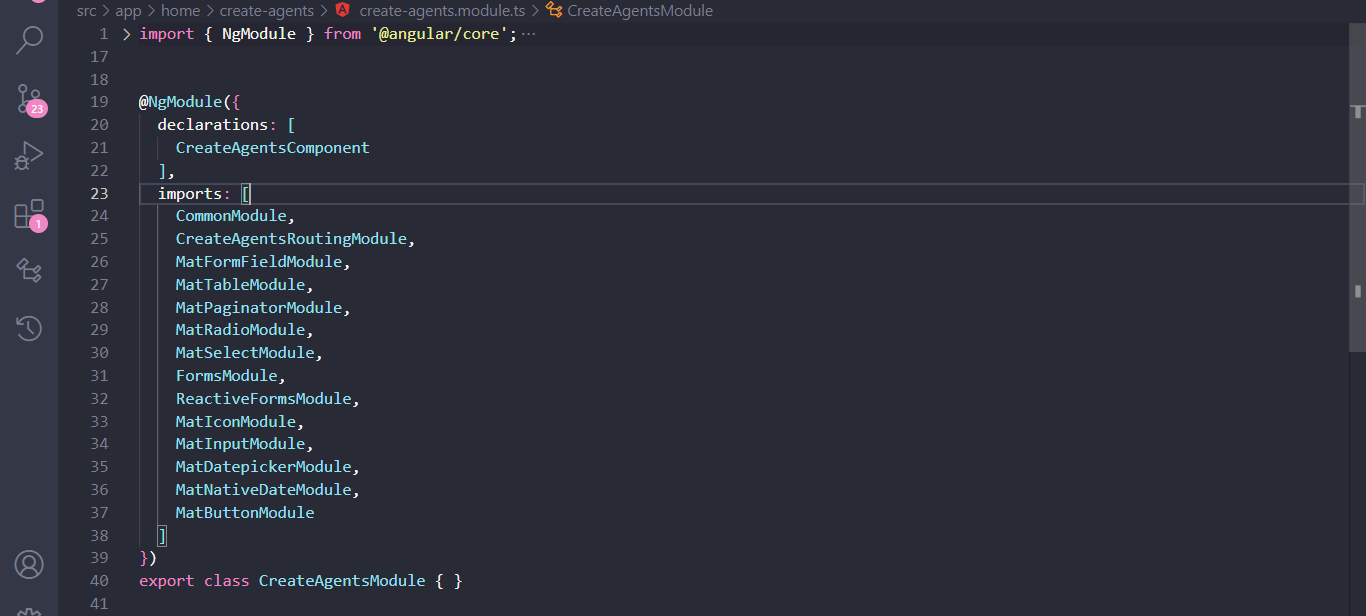 src > app > home > create-agents > create-agents.module.ts > CreateAgentsModule
1 > import { NgModule } from '@angular/core'; ···
17
18
19 @NgModule({
20 declarations: [
21 CreateAgentsComponent
22 ],
23 imports: [
24 CommonModule,
25 CreateAgentsRoutingModule,
26 MatFormFieldModule,
27 MatTableModule,
28 MatPaginatorModule,
29 MatRadioModule,
30 MatSelectModule,
31 FormsModule,
32 ReactiveFormsModule,
33 MatIconModule,
34 MatInputModule,
35 MatDatepickerModule,
36 MatNativeDateModule,
37 MatButtonModule
38 ]
39 })
40 export class CreateAgentsModule { }
41
23
1